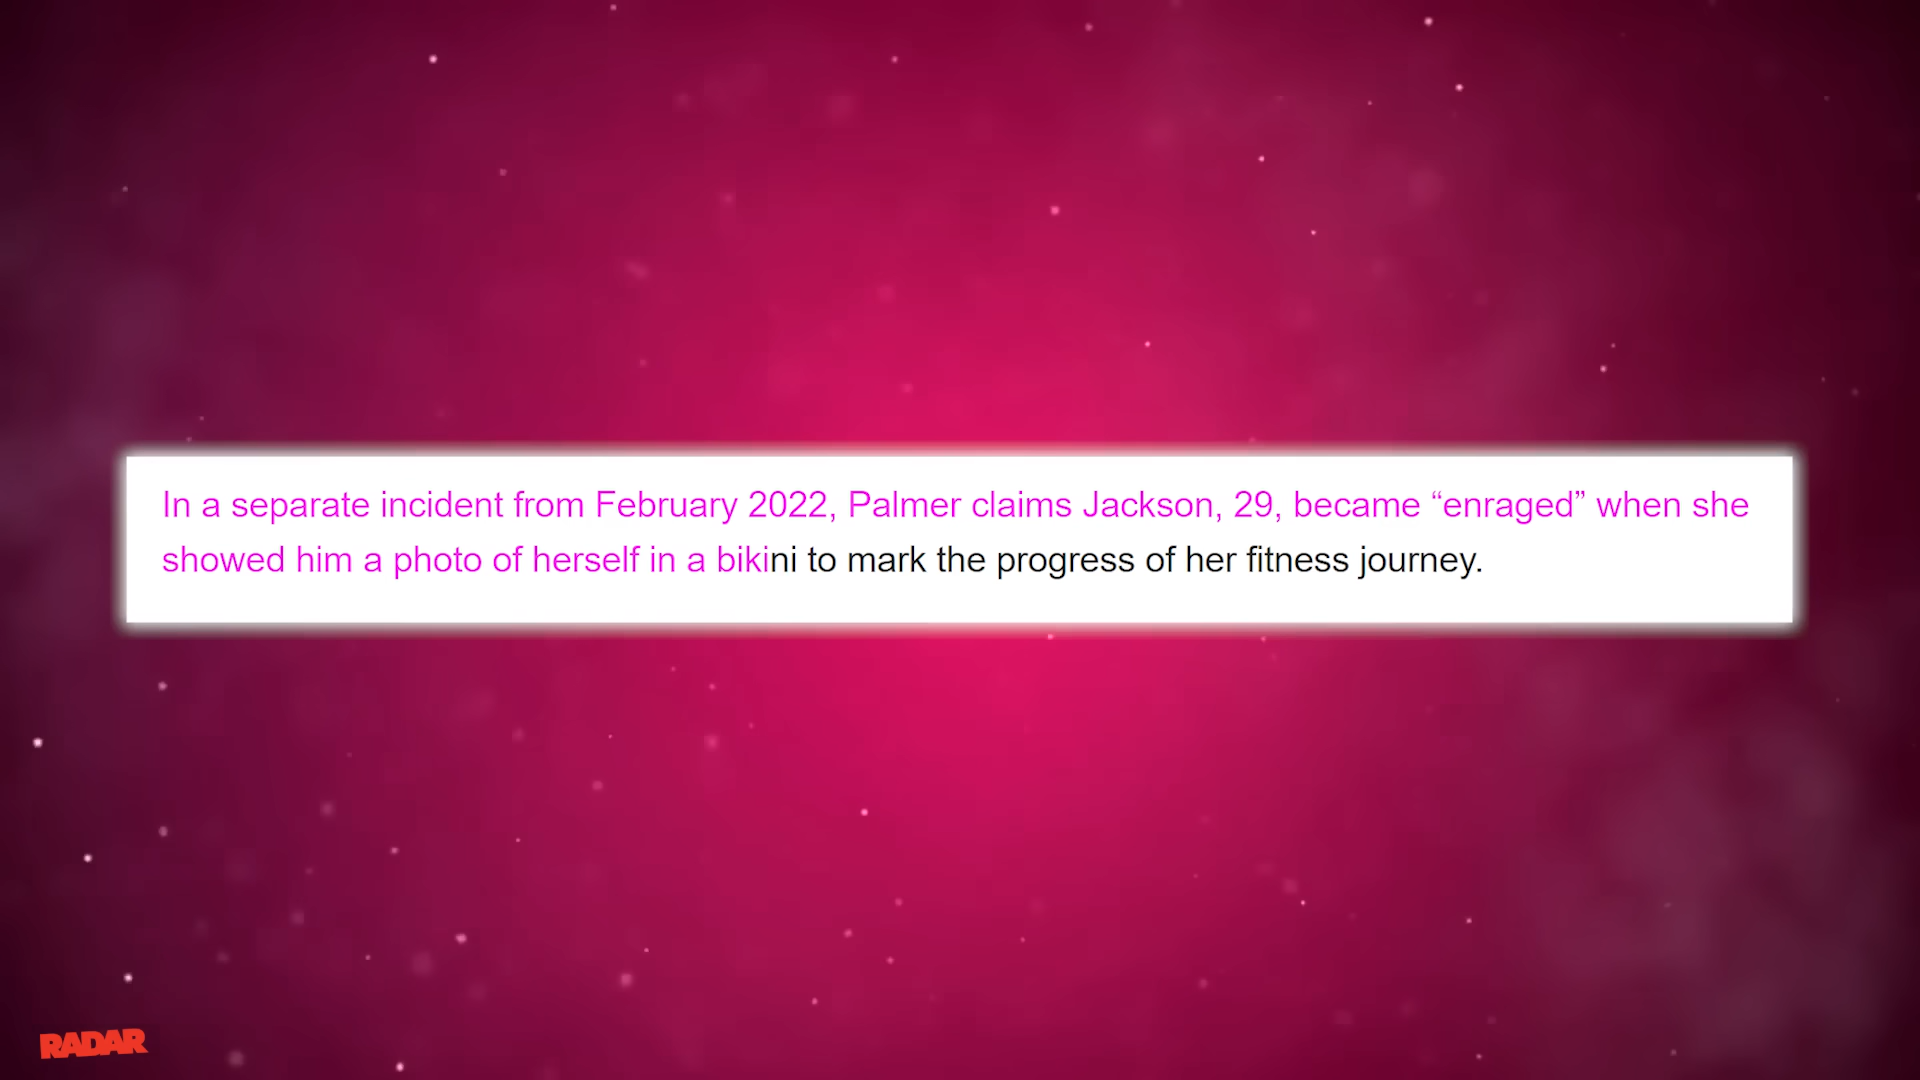 In a separate incident from February 2022, Palmer claims Jackson, 29, became “enraged” when she
showed him a photo of herself in a bikini to mark the progress of her fitness journey.
RADAR